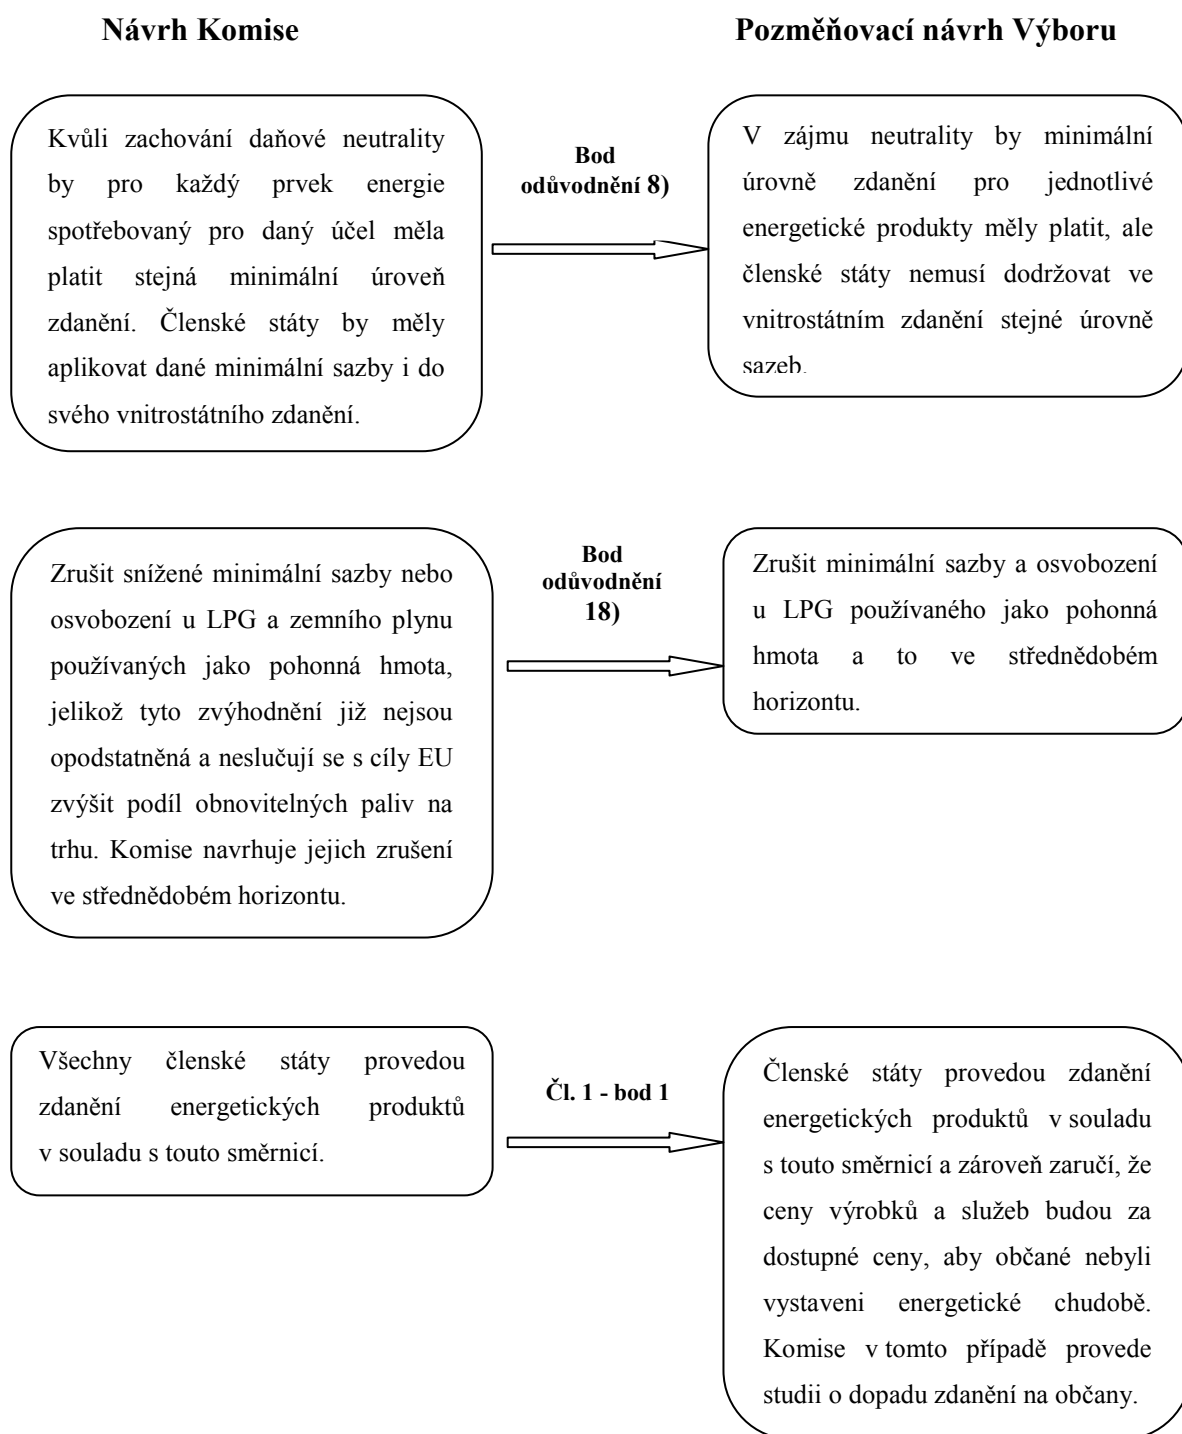 Návrh Komise
Pozměňovací návrh Výboru
Kvůli zachování daňové neutrality
by pro každý prvek energie
spotřebovaný pro daný účel měla
platit stejná minimální úroveň
zdanění. Členské státy by měly
aplikovat dané minimální sazby i do
svého vnitrostátního zdanění.
Bod
odůvodnění 8)
V zájmu neutrality by minimální
úrovně zdanění pro jednotlivé
energetické produkty měly platit, ale
členské státy nemusí dodržovat ve
vnitrostátním zdanění stejné úrovně
sazeb.
Zrušit snížené minimální sazby nebo
osvobození u LPG a zemního plynu
používaných jako pohonná hmota,
jelikož tyto zvýhodnění již nejsou
opodstatněná a neslučují se s cíly EU
zvýšit podíl obnovitelných paliv na
trhu. Komise navrhuje jejich zrušení
ve střednědobém horizontu.
Bod
odůvodnění
18)
Zrušit minimální sazby a osvobození
u LPG používaného jako pohonná
hmota a to ve střednědobém
horizontu.
Všechny členské státy provedou
zdanění energetických produktů
v souladu s touto směrnicí.
Čl. 1 - bod 1
Členské státy provedou zdanění
energetických produktů v souladu
s touto směrnicí a zároveň zaručí, že
ceny výrobků a služeb budou za
dostupné ceny, aby občané nebyli
vystaveni energetické chudobě.
Komise v tomto případě provede
studii o dopadu zdanění na občany.